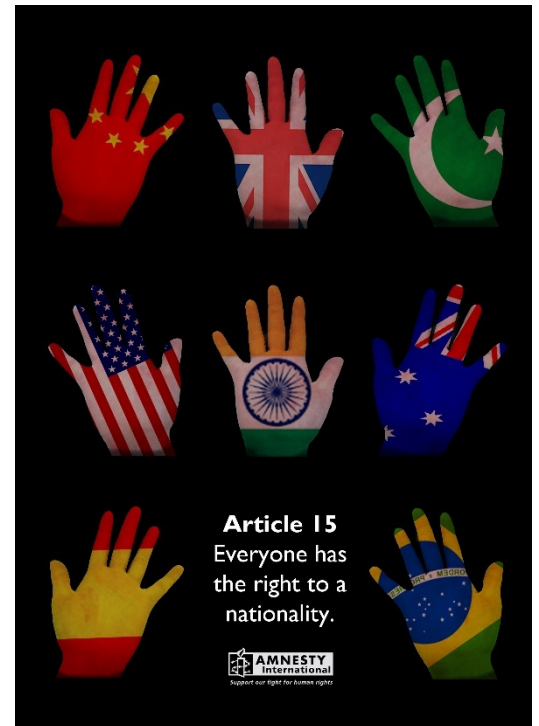 Article 15
Everyone has
the right to a
nationality.
AMNESTY
International
Support our fight for human rights